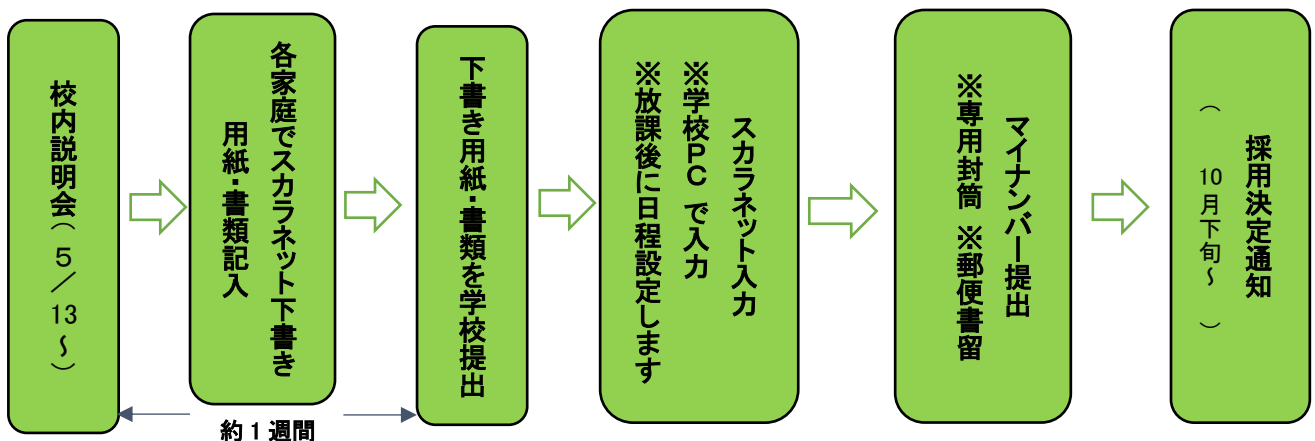 校内説明会（５／13～）
各家庭でスカラネット下書き
用紙・書類記入
下書き用紙・書類を学校提出
スカラネット入力
※学校ＰＣ で入力
※放課後に日程設定します
マイナンバー提出
※専用封筒 ※郵便書留
採用決定通知
（ 10月下旬～ ）
約１週間